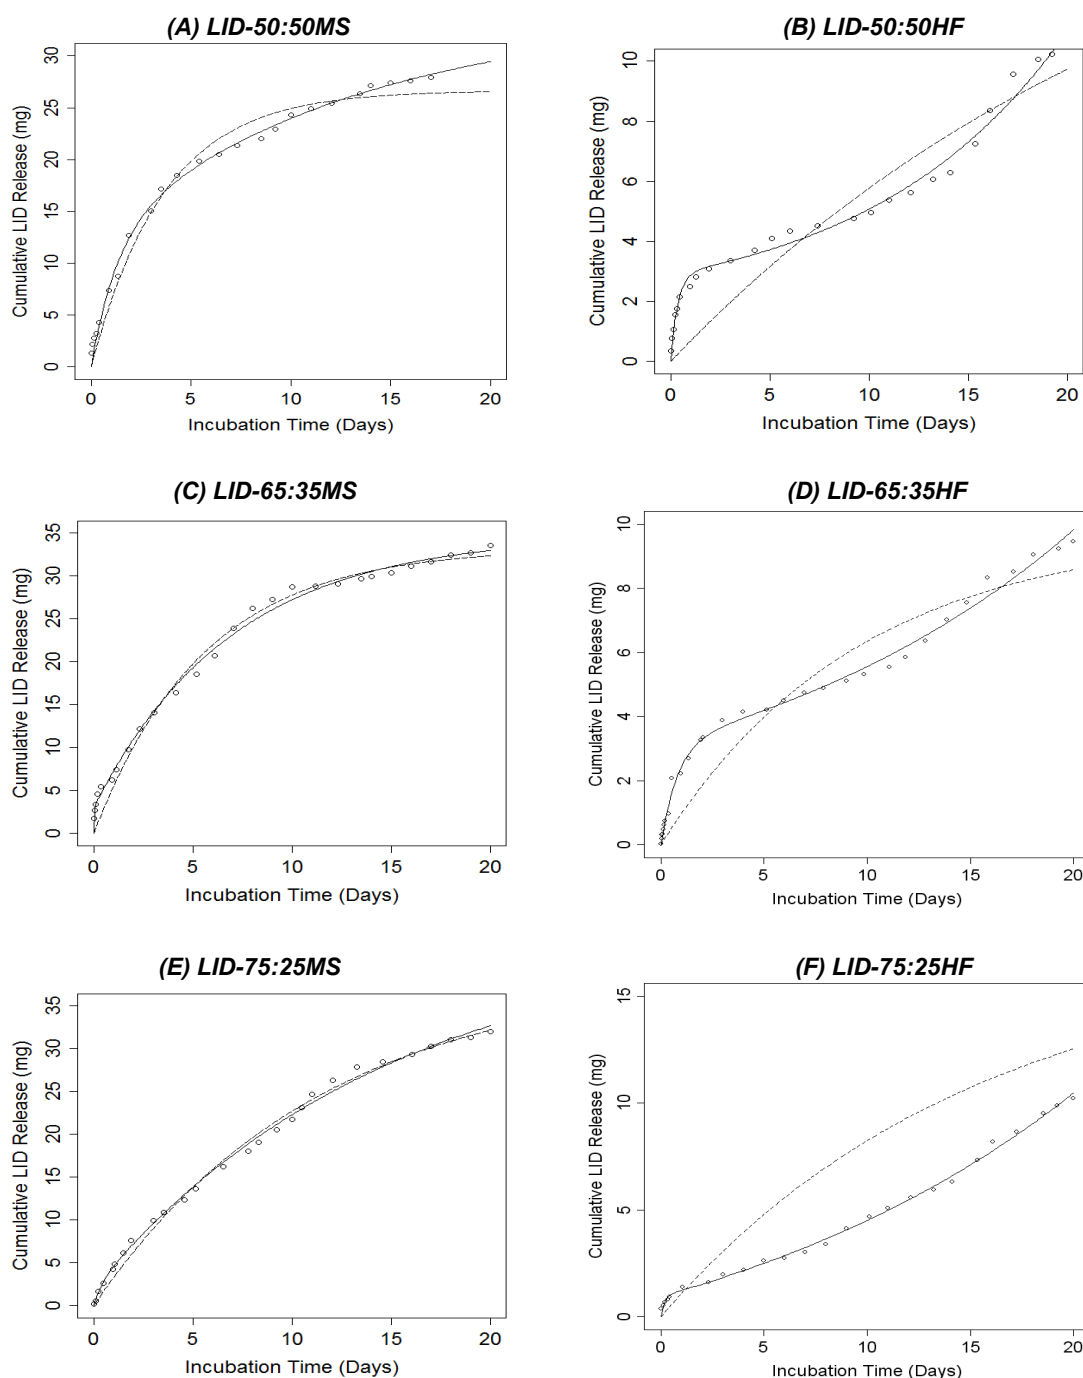 (A) LID-50:50MS
Cumulative LID Release (mg)
30
25
20
15
10
5
0
0 5 10 15 20
Incubation Time (Days)
(B) LID-50:50HF
Cumulative LID Release (mg)
10
8
6
4
2
0
0 5 10 15 20
Incubation Time (Days)
(C) LID-65:35MS
Cumulative LID Release (mg)
35
30
25
20
15
10
5
0
0 5 10 15 20
Incubation Time (Days)
(D) LID-65:35HF
Cumulative LID Release (mg)
10
8
6
4
2
0
0 5 10 15 20
Incubation Time (Days)
(E) LID-75:25MS
Cumulative LID Release (mg)
35
30
25
20
15
10
5
0
0 5 10 15 20
Incubation Time (Days)
(F) LID-75:25HF
Cumulative LID Release (mg)
15
10
5
0
0 5 10 15 20
Incubation Time (Days)